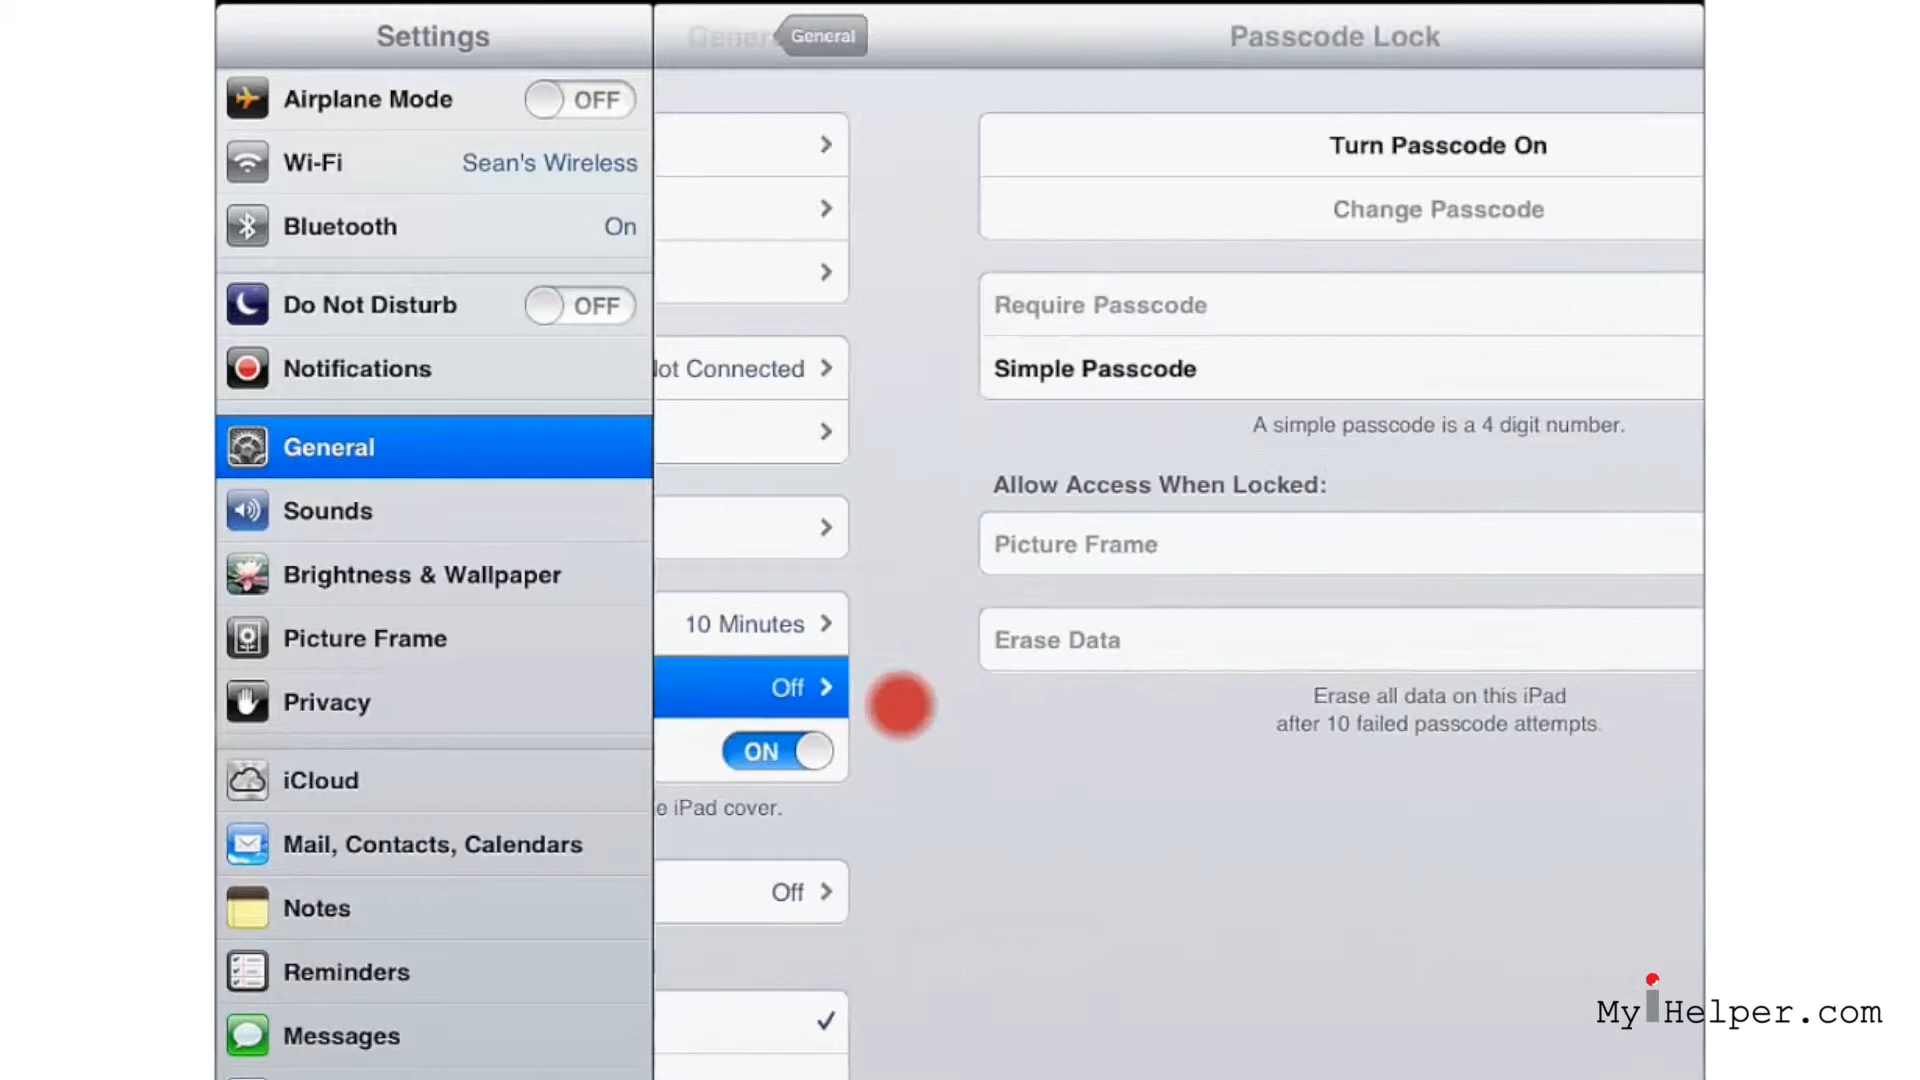 Settings
General
General
Passcode Lock
Airplane Mode OFF
Wi-Fi Sean's Wireless
Bluetooth On
Do Not Disturb OFF
Notifications
General
Sounds
Brightness & Wallpaper
Picture Frame
Privacy
iCloud
Mail, Contacts, Calendars
Notes
Reminders
Messages
ot Connected
10 Minutes
Off
ON
e iPad cover.
Off
Turn Passcode On
Change Passcode
Require Passcode
Simple Passcode
A simple passcode is a 4 digit number.
Allow Access When Locked:
Picture Frame
Erase Data
Erase all data on this iPad
after 10 failed passcode attempts.
MyiHelper.com